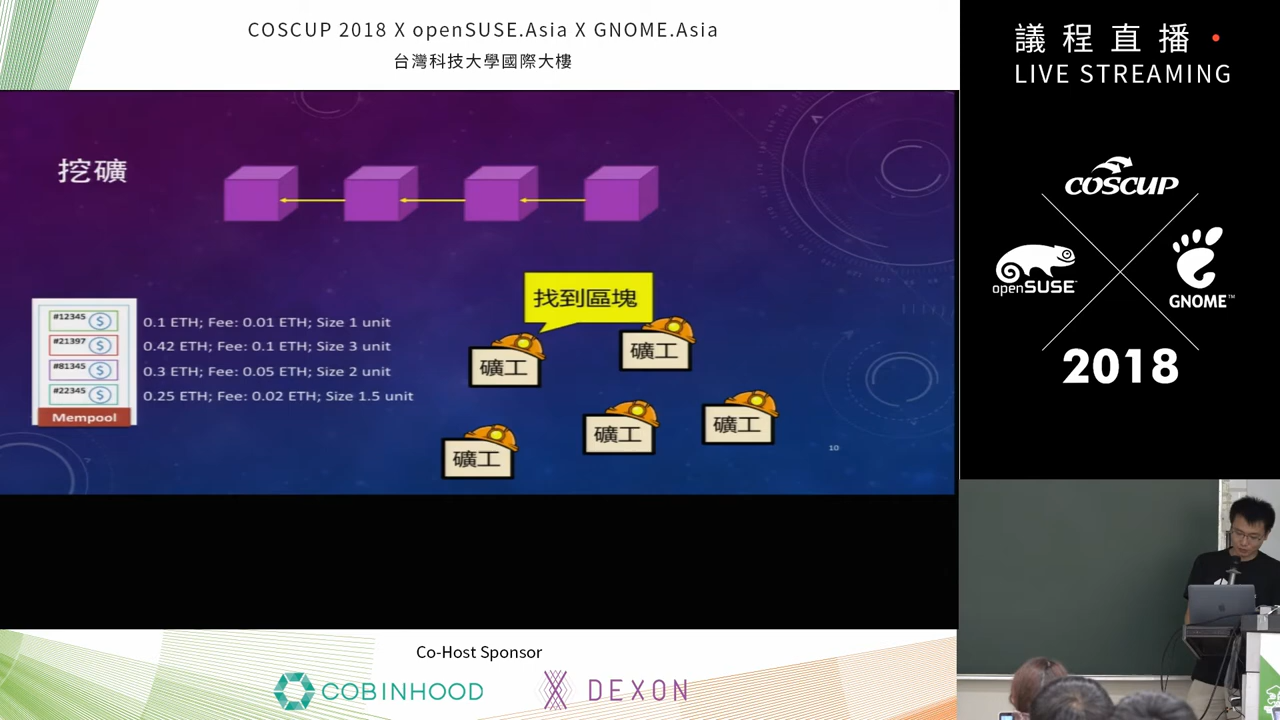 COSCUP 2018 X openSUSE.Asia X GNOME.Asia
台灣科技大學國際大樓
議程直播
LIVE STREAMING
COSCUP
openSUSE
GNOME™
2018
挖礦
找到區塊
礦工
礦工
礦工
礦工
礦工
#12345
0.1 ETH; Fee: 0.01 ETH; Size 1 unit
#21397
0.42 ETH; Fee: 0.1 ETH; Size 3 unit
#81345
0.3 ETH; Fee: 0.05 ETH; Size 2 unit
#22345
0.25 ETH; Fee: 0.02 ETH; Size 1.5 unit
Mempool
10
Co-Host Sponsor
COBINHOOD
DEXON